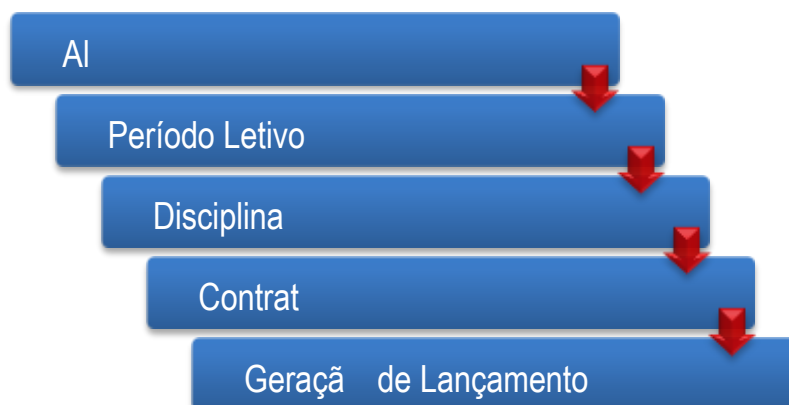 Al
Período Letivo
Disciplina
Contrat
Geraçã de Lançamento